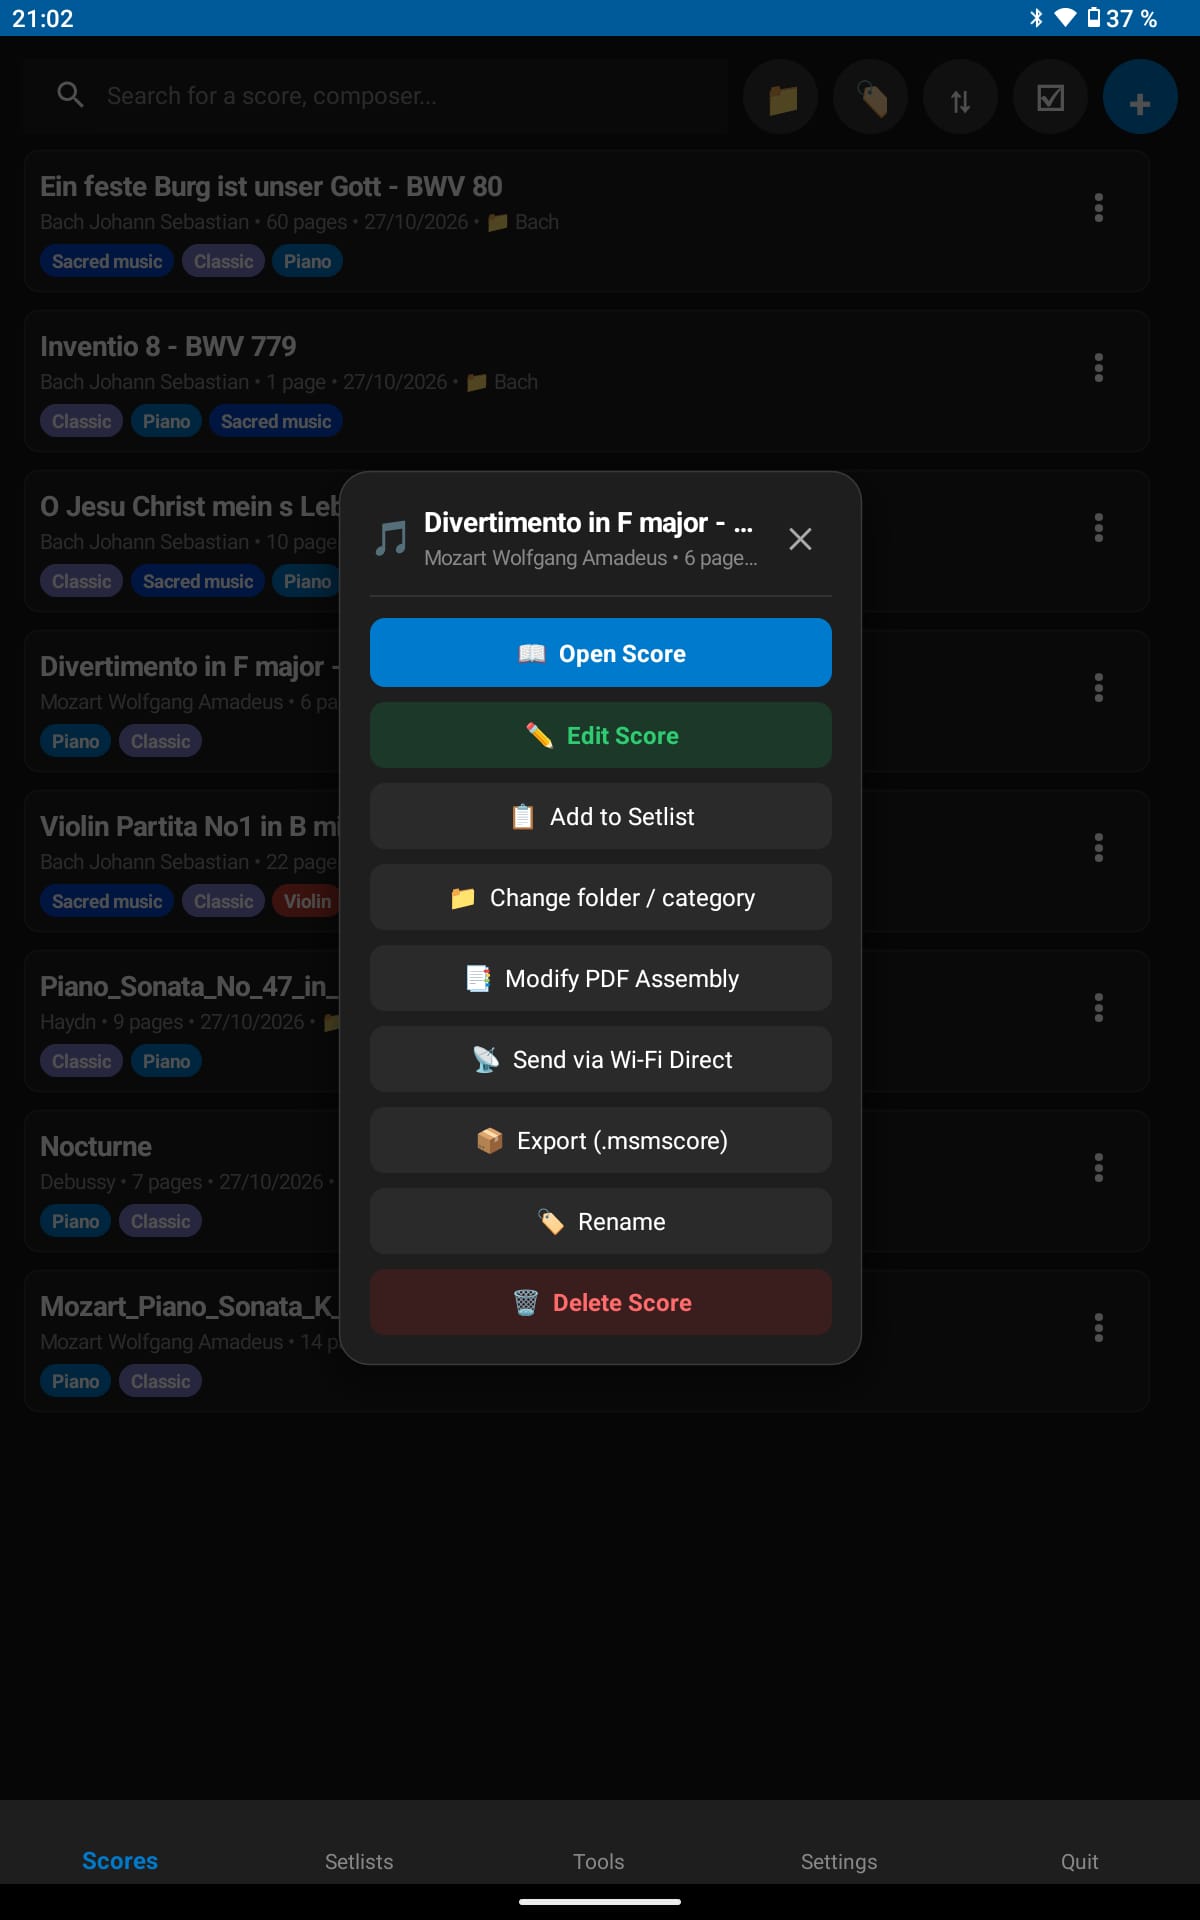 21:02
37 %
Search for a score, composer...
Ein feste Burg ist unser Gott - BWV 80
Bach Johann Sebastian • 60 pages • 27/10/2026 • Bach
Sacred music Classic Piano
Inventio 8 - BWV 779
Bach Johann Sebastian • 1 page • 27/10/2026 • Bach
Classic Piano Sacred music
O Jesu Christ mein s Leb
Bach Johann Sebastian • 10 page
Classic Sacred music Piano
Divertimento in F major -
Mozart Wolfgang Amadeus • 6 pa
Piano Classic
Violin Partita No1 in B mi
Bach Johann Sebastian • 22 page
Sacred music Classic Violin
Piano_Sonata_No_47_in_
Haydn • 9 pages • 27/10/2026 •
Classic Piano
Nocturne
Debussy • 7 pages • 27/10/2026 •
Piano Classic
Mozart_Piano_Sonata_K_
Mozart Wolfgang Amadeus • 14 p
Piano Classic
Divertimento in F major - ...
Mozart Wolfgang Amadeus • 6 page...
Open Score
Edit Score
Add to Setlist
Change folder / category
Modify PDF Assembly
Send via Wi-Fi Direct
Export (.msmscore)
Rename
Delete Score
Scores Setlists Tools Settings Quit